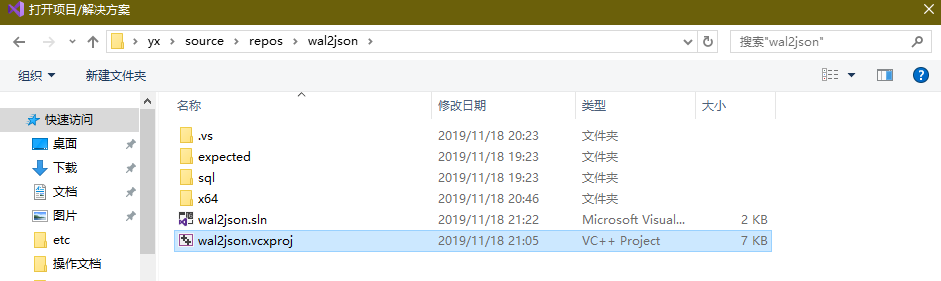 打开项目/解决方案
yx source repos wal2json 搜索"wal2json"
组织 新建文件夹
名称 修改日期 类型 大小
快速访问
桌面
下载
文档
图片
etc
操作文档
.vs 2019/11/18 20:23 文件夹
expected 2019/11/18 19:23 文件夹
sql 2019/11/18 19:23 文件夹
x64 2019/11/18 20:46 文件夹
wal2json.sln 2019/11/18 21:22 Microsoft Visual... 2 KB
wal2json.vcxproj 2019/11/18 21:05 VC++ Project 7 KB